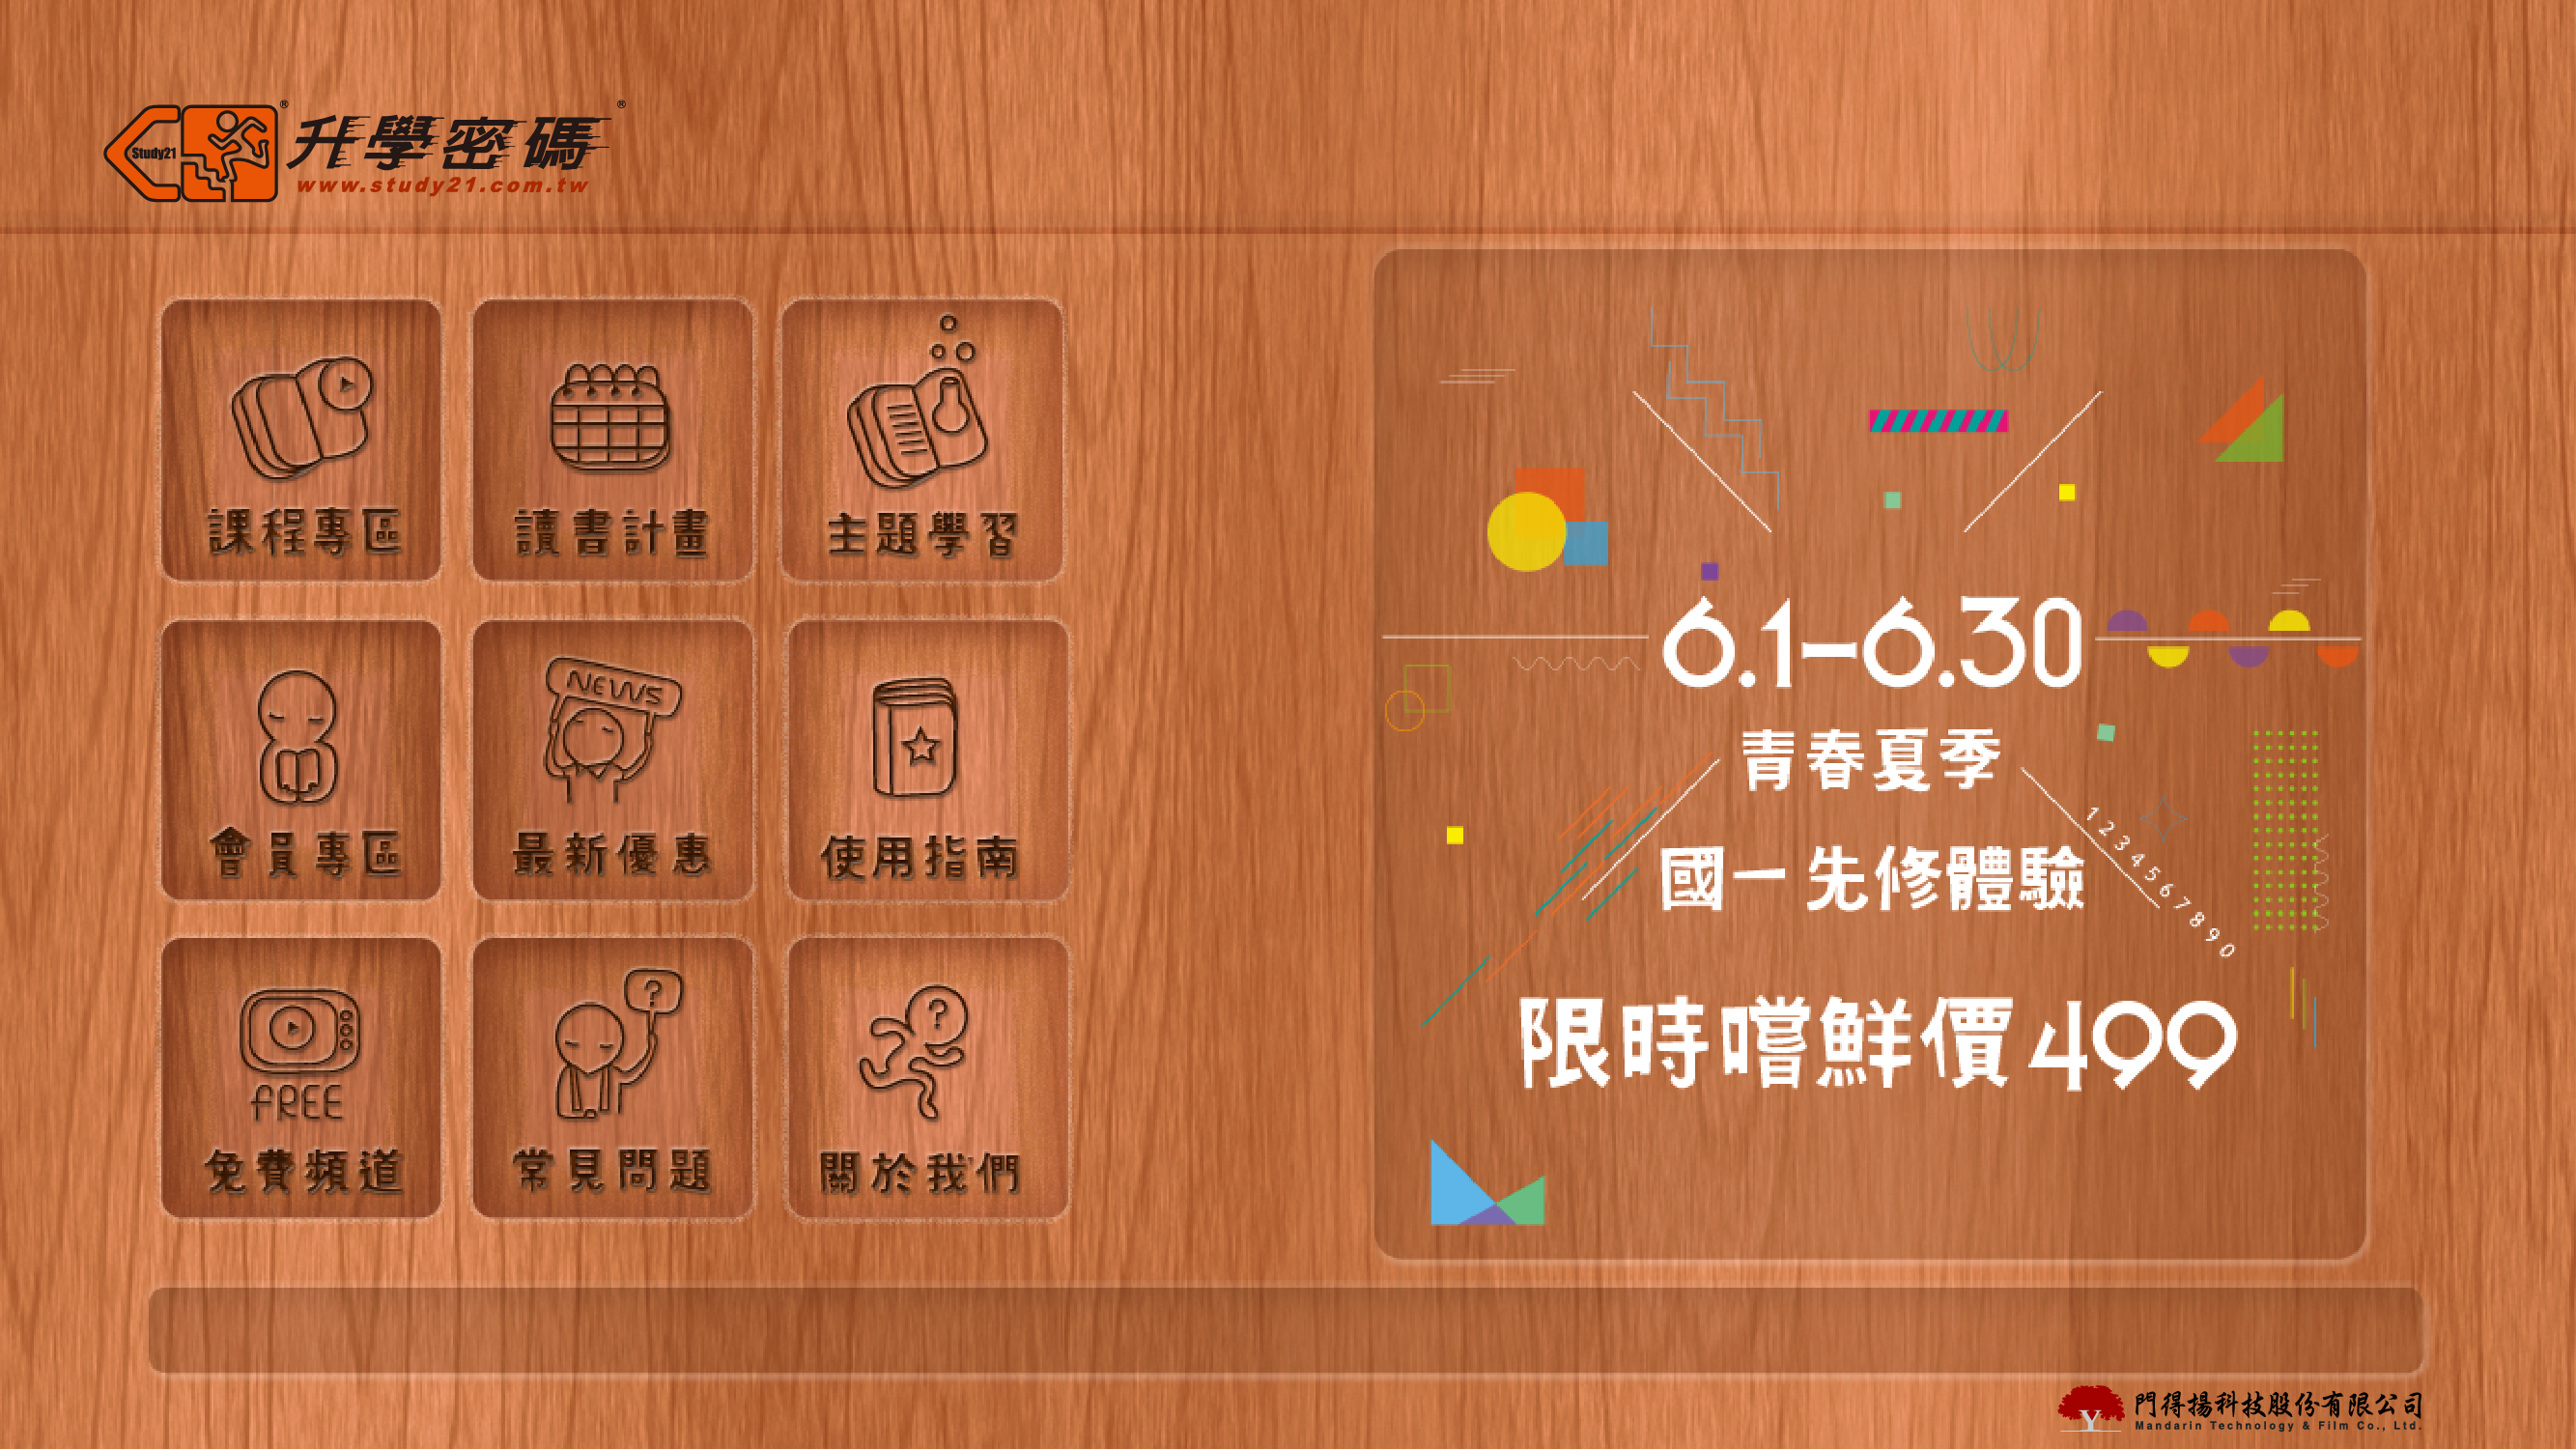 Study21
升學密碼
www.study21.com.tw
課程專區
讀書計畫
主題學習
NEWS
會員專區
最新優惠
使用指南
FREE
免費頻道
?
常見問題
?
關於我們
6.1-6.30
青春夏季
國一 先修體驗
1234567890
限時嚐鮮價499
門得揚科技股份有限公司
Mandarin Technology & Film Co., Ltd.